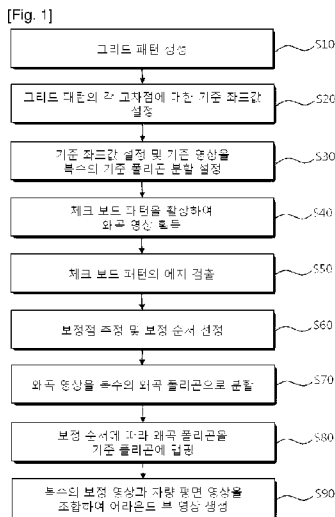 [Fig. 1]
그리드 패턴 생성
S10
그리드 패턴의 각 교차점에 대한 기준 좌표값
설정
S20
기준 좌표값 설정 및 기준 영상을
복수의 기준 폴리곤 분할 설정
S30
체크 보드 패턴을 촬상하여
왜곡 영상 획득
S40
체크 보드 패턴의 에지 검출
S50
보정점 추정 및 보정 순서 선정
S60
왜곡 영상을 복수의 왜곡 폴리곤으로 분할
S70
보정 순서에 따라 왜곡 폴리곤을
기준 폴리곤에 맵핑
S80
복수의 보정 영상과 차량 평면 영상을
조합하여 어라운드 뷰 영상 생성
S90